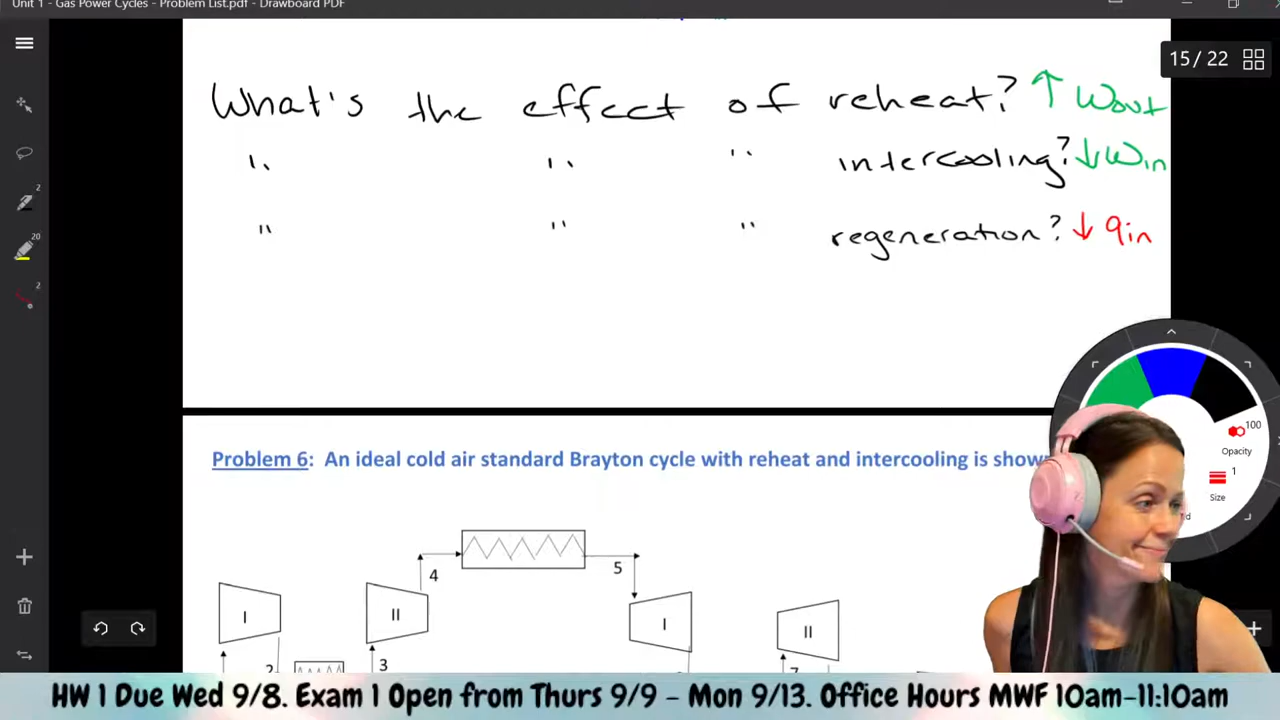 Unit 1 - Gas Power Cycles - Problem List.pdf - Drawboard PDF
15 / 22
What's the effect of reheat? ↑ Wout
" " " intercooling? ↓ Win
" " " regeneration? ↓ qin
2
20
2
100
Opacity
1
Size
Problem 6: An ideal cold air standard Brayton cycle with reheat and intercooling is show
4
5
I
II
I
II
2
3
7
HW 1 Due Wed 9/8. Exam 1 Open from Thurs 9/9 - Mon 9/13. Office Hours MWF 10am-11:10am